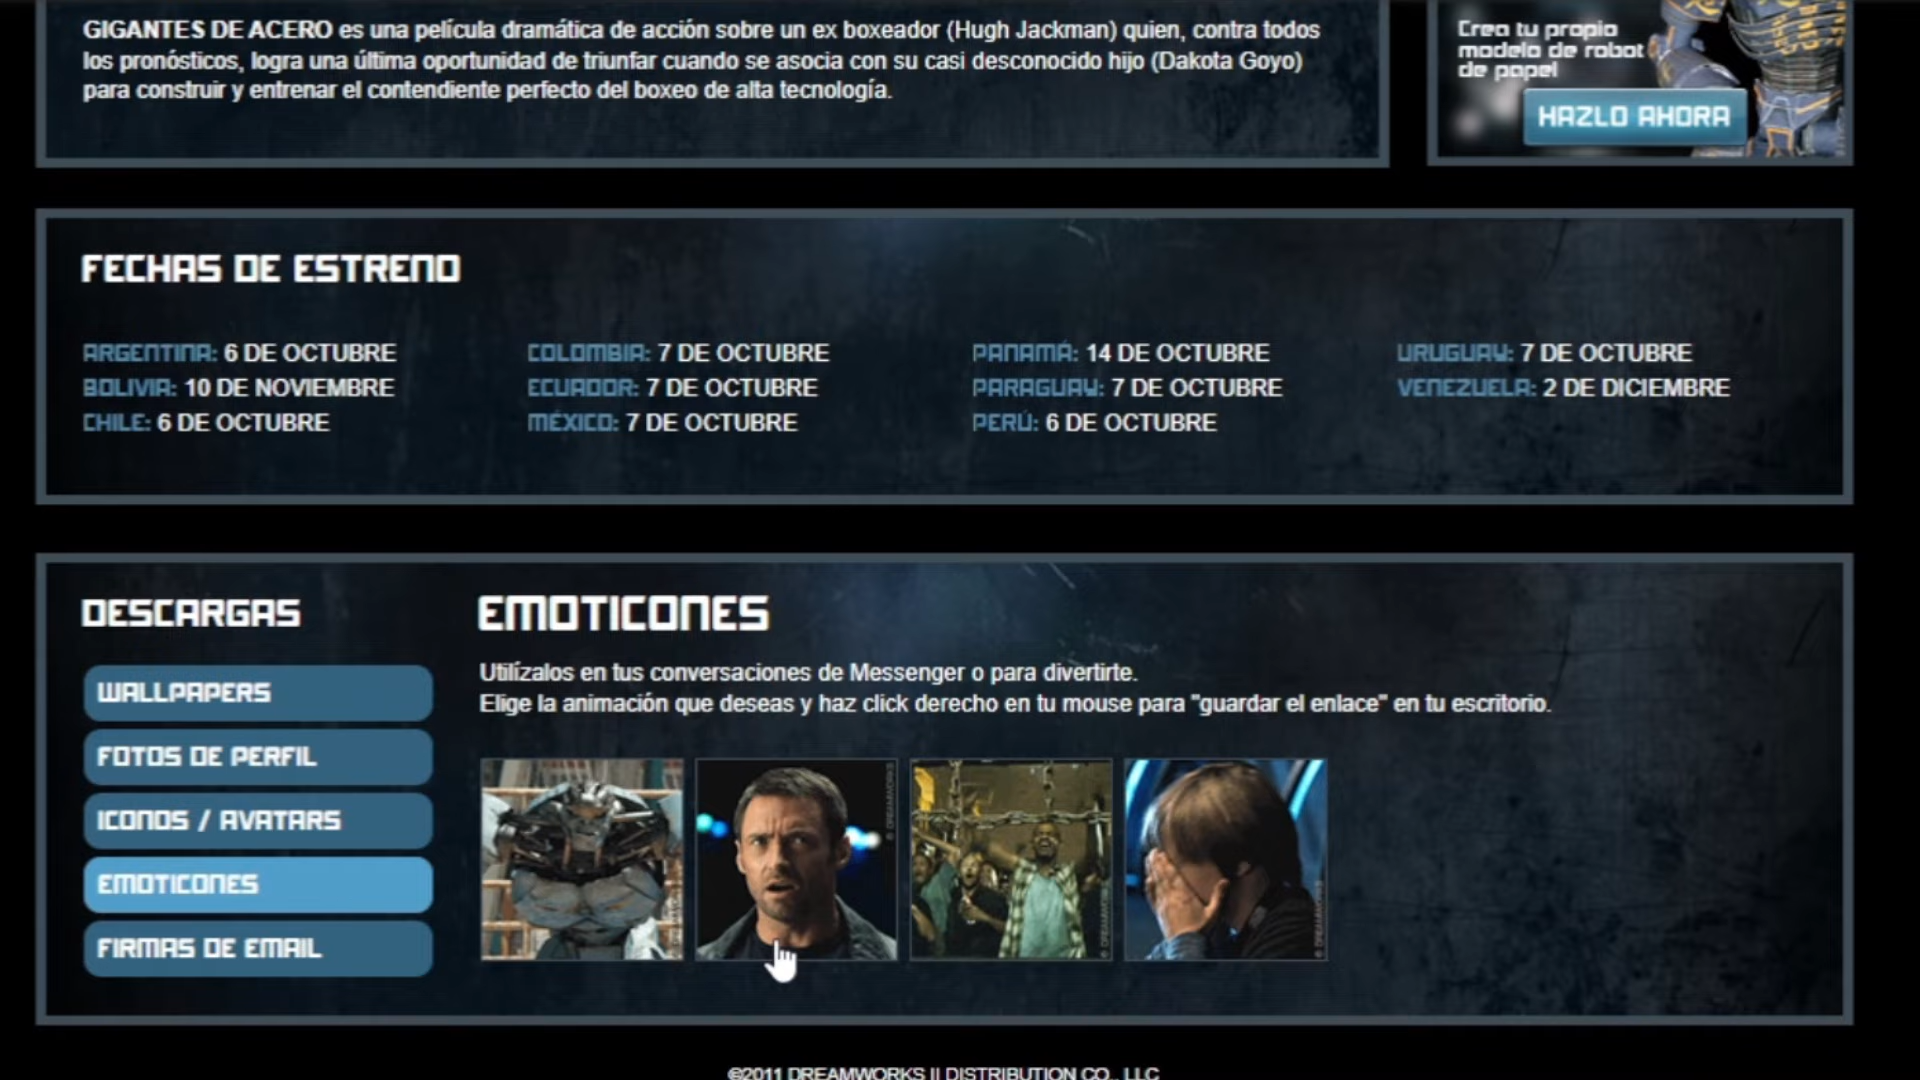 GIGANTES DE ACERO es una película dramática de acción sobre un ex boxeador (Hugh Jackman) quien, contra todos
los pronósticos, logra una última oportunidad de triunfar cuando se asocia con su casi desconocido hijo (Dakota Goyo)
para construir y entrenar el contendiente perfecto del boxeo de alta tecnología.
Crea tu propio
modelo de robot
de papel
HAZLO AHORA
FECHAS DE ESTRENO
ARGENTINA: 6 DE OCTUBRE
BOLIVIA: 10 DE NOVIEMBRE
CHILE: 6 DE OCTUBRE
COLOMBIA: 7 DE OCTUBRE
ECUADOR: 7 DE OCTUBRE
MÉXICO: 7 DE OCTUBRE
PANAMÁ: 14 DE OCTUBRE
PARAGUAY: 7 DE OCTUBRE
PERÚ: 6 DE OCTUBRE
URUGUAY: 7 DE OCTUBRE
VENEZUELA: 2 DE DICIEMBRE
DESCARGAS
WALLPAPERS
FOTOS DE PERFIL
ICONOS / AVATARS
EMOTICONES
FIRMAS DE EMAIL
EMOTICONES
Utilízalos en tus conversaciones de Messenger o para divertirte.
Elige la animación que deseas y haz click derecho en tu mouse para "guardar el enlace" en tu escritorio.
© DREAMWORKS
© DREAMWORKS
© DREAMWORKS
©2011 DREAMWORKS II DISTRIBUTION CO., LLC